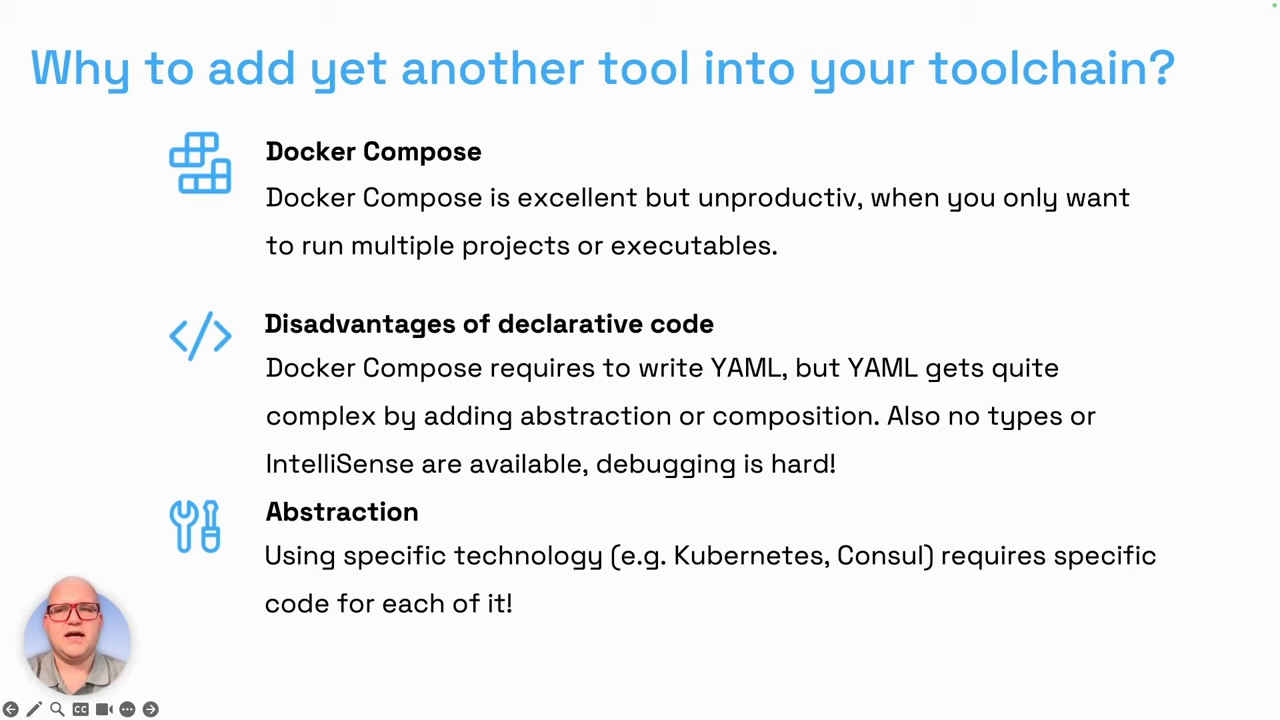 Why to add yet another tool into your toolchain?
Docker Compose
Docker Compose is excellent but unproductiv, when you only want
to run multiple projects or executables.
Disadvantages of declarative code
Docker Compose requires to write YAML, but YAML gets quite
complex by adding abstraction or composition. Also no types or
IntelliSense are available, debugging is hard!
Abstraction
Using specific technology (e.g. Kubernetes, Consul) requires specific
code for each of it!
CC